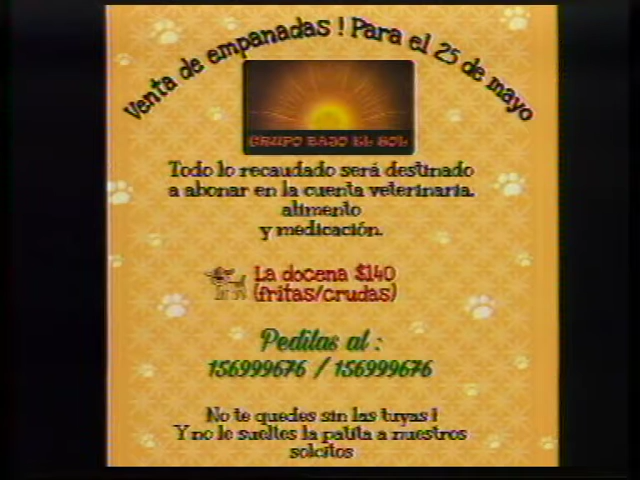 Venta de empanadas ! Para el 25 de mayo
GRUPO BAJO EL SOL
Todo lo recaudado será destinado
a abonar en la cuenta veterinaria,
alimento
y medicación.
La docena $140
(fritas/crudas)
Pedilas al :
156999676 / 156999676
No te quedes sin las tuyas !
Y no le sueltes la patita a nuestros
solcitos